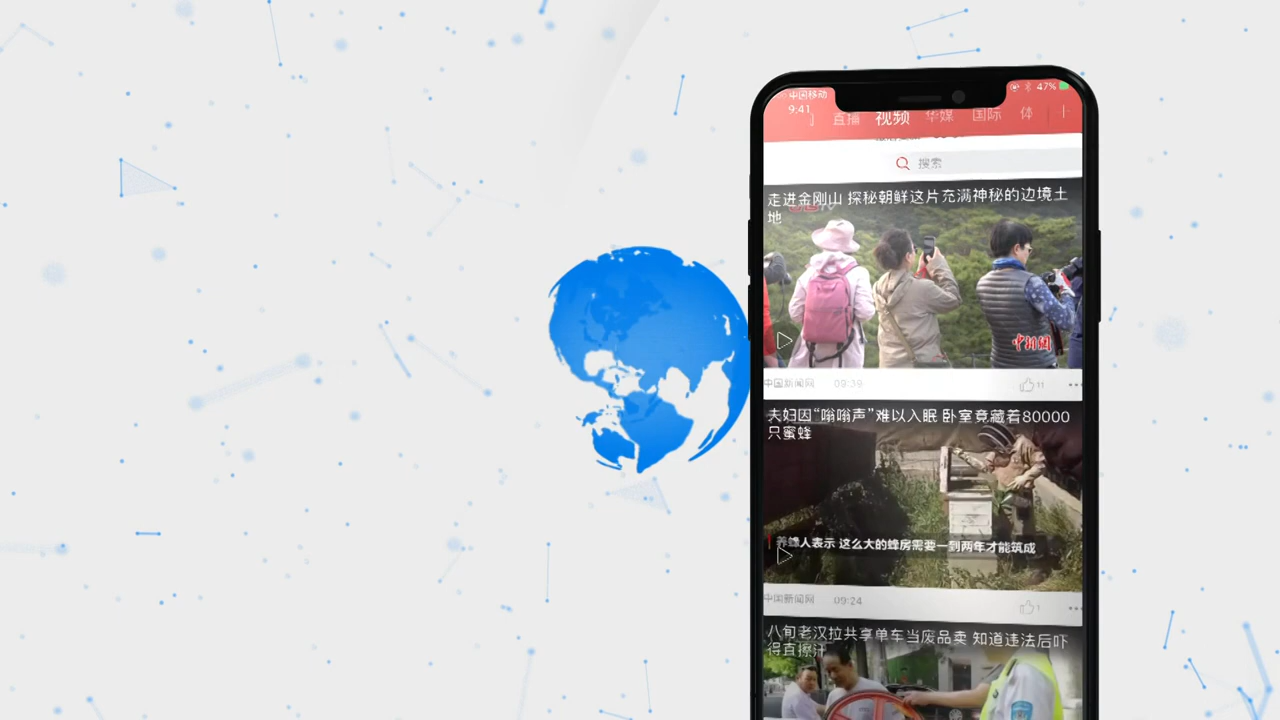 中国移动
47%
9:41
直播 视频 华媒 国际 体
搜索
走进金刚山 探秘朝鲜这片充满神秘的边境土
地
中新网
中国新闻网 09:39 11
夫妇因“嗡嗡声”难以入眠 卧室竟藏着80000
只蜜蜂
养蜂人表示 这么大的蜂房需要一到两年才能筑成
中国新闻网 09:24
八旬老汉拉共享单车当废品卖 知道违法后吓
得直擦汗